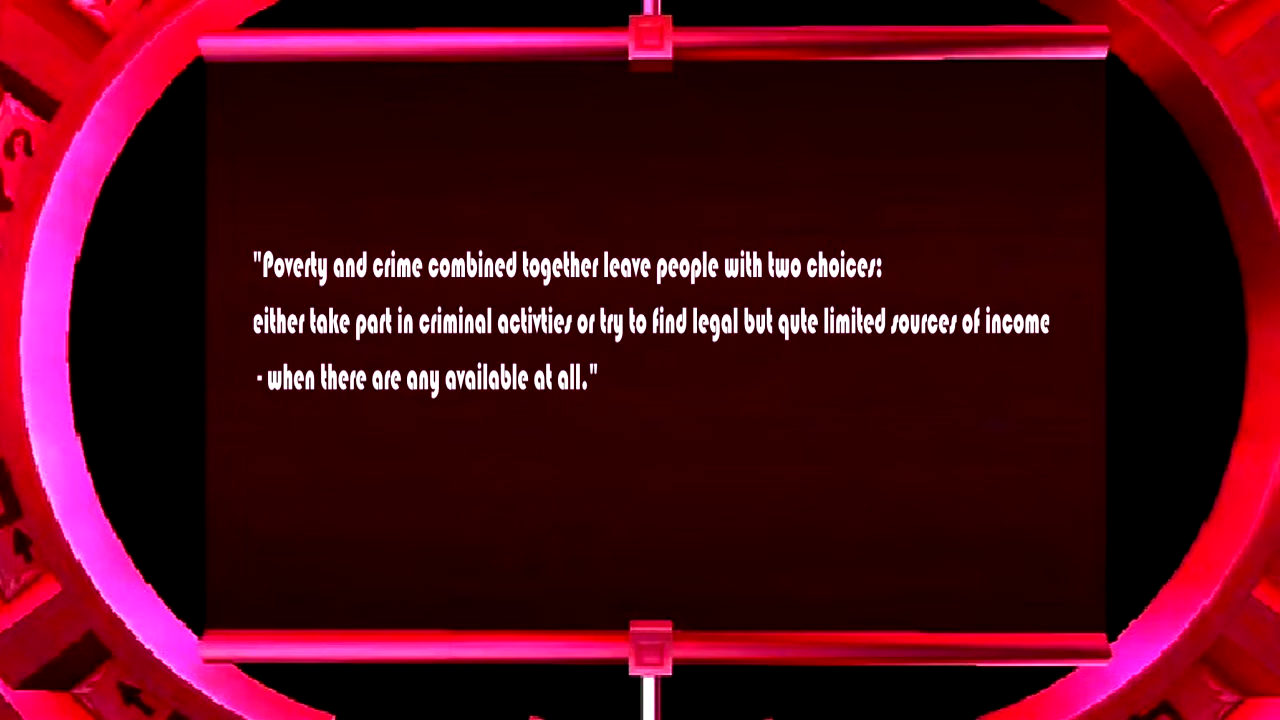 "Poverty and crime combined together leave people with two choices:
either take part in criminal activties or try to find legal but qute limited sources of income
- when there are any available at all."